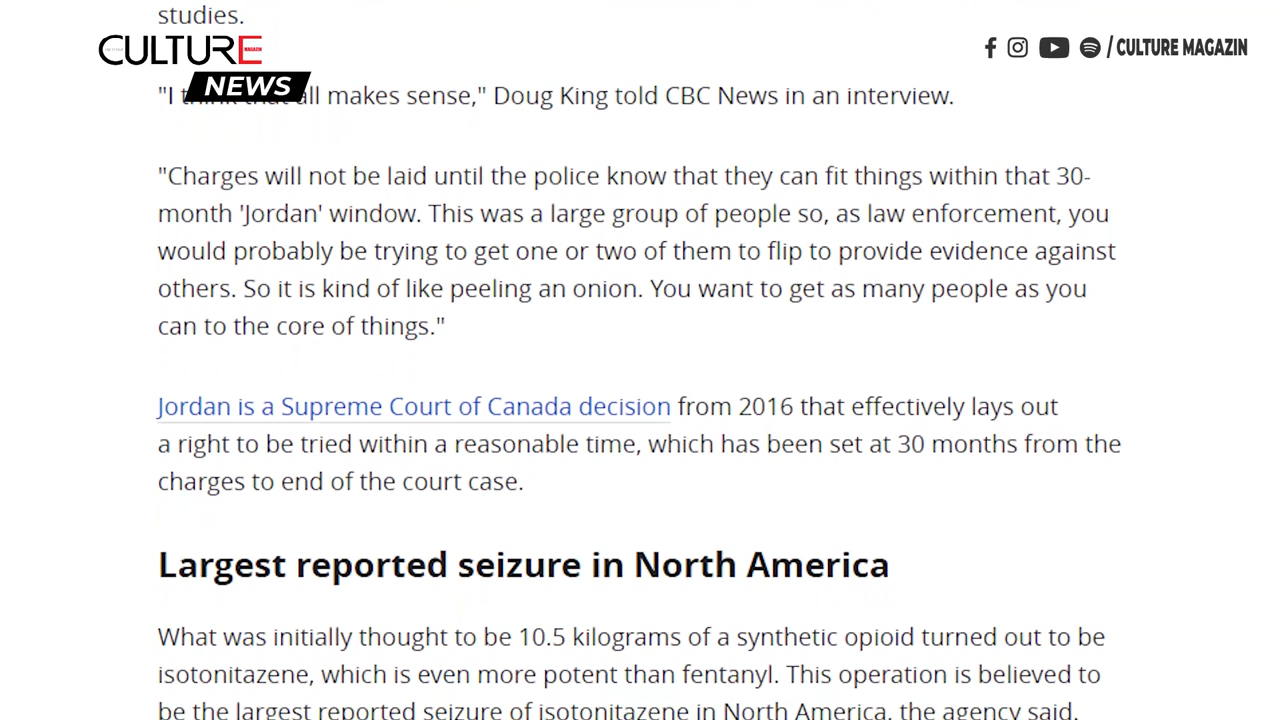 studies.
CULTURE
MAGAZIN
NEWS
/ CULTURE MAGAZIN
"I think that all makes sense," Doug King told CBC News in an interview.
"Charges will not be laid until the police know that they can fit things within that 30-
month 'Jordan' window. This was a large group of people so, as law enforcement, you
would probably be trying to get one or two of them to flip to provide evidence against
others. So it is kind of like peeling an onion. You want to get as many people as you
can to the core of things."
Jordan is a Supreme Court of Canada decision from 2016 that effectively lays out
a right to be tried within a reasonable time, which has been set at 30 months from the
charges to end of the court case.
Largest reported seizure in North America
What was initially thought to be 10.5 kilograms of a synthetic opioid turned out to be
isotonitazene, which is even more potent than fentanyl. This operation is believed to
be the largest reported seizure of isotonitazene in North America, the agency said.